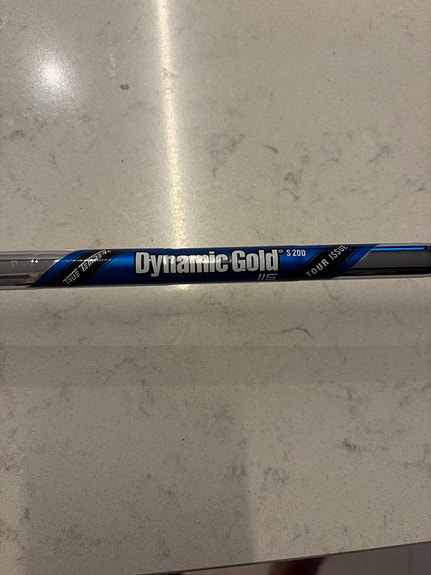 TRUE TEMPER®
Dynamic Gold® S200
115
TOUR ISSUE